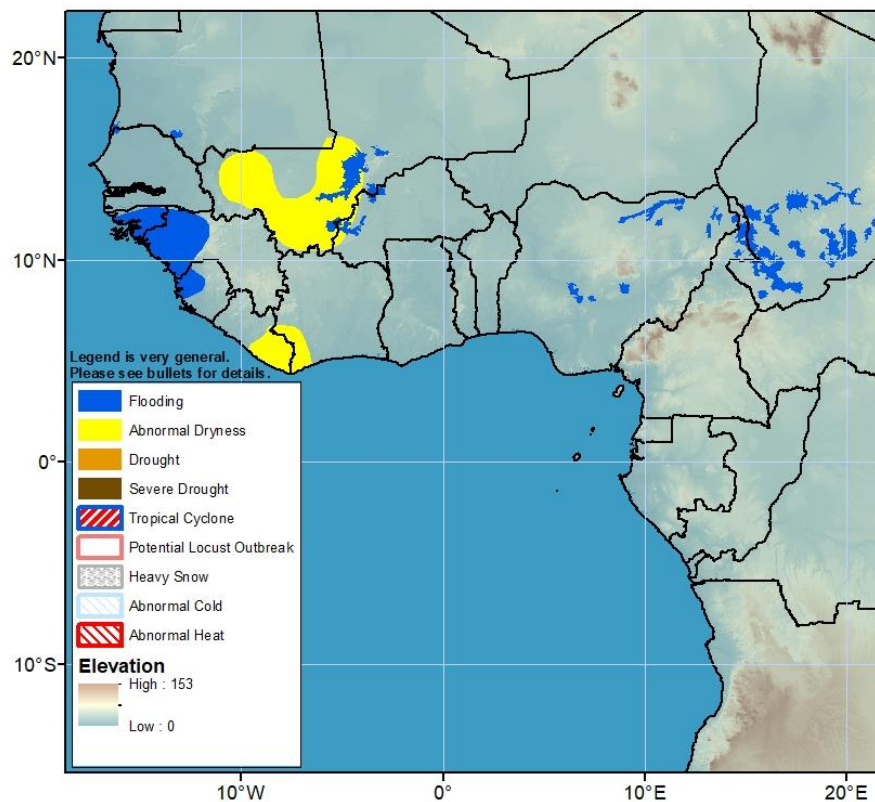 20°N
10°N
0°
10°S
Legend is very general.
Please see bullets for details.
Flooding
Abnormal Dryness
Drought
Severe Drought
Tropical Cyclone
Potential Locust Outbreak
Heavy Snow
Abnormal Cold
Abnormal Heat
Elevation
High : 153
Low : 0
10°W
0°
10°E
20°E